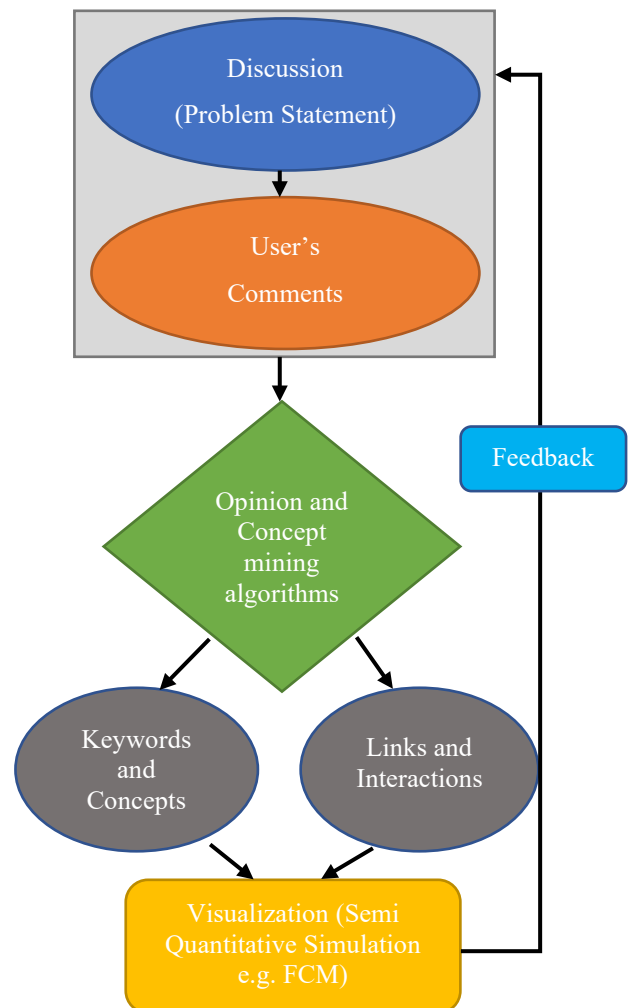 Discussion
(Problem Statement)
User’s
Comments
Feedback
Opinion and
Concept
mining
algorithms
Keywords
and
Concepts
Links and
Interactions
Visualization (Semi
Quantitative Simulation
e.g. FCM)